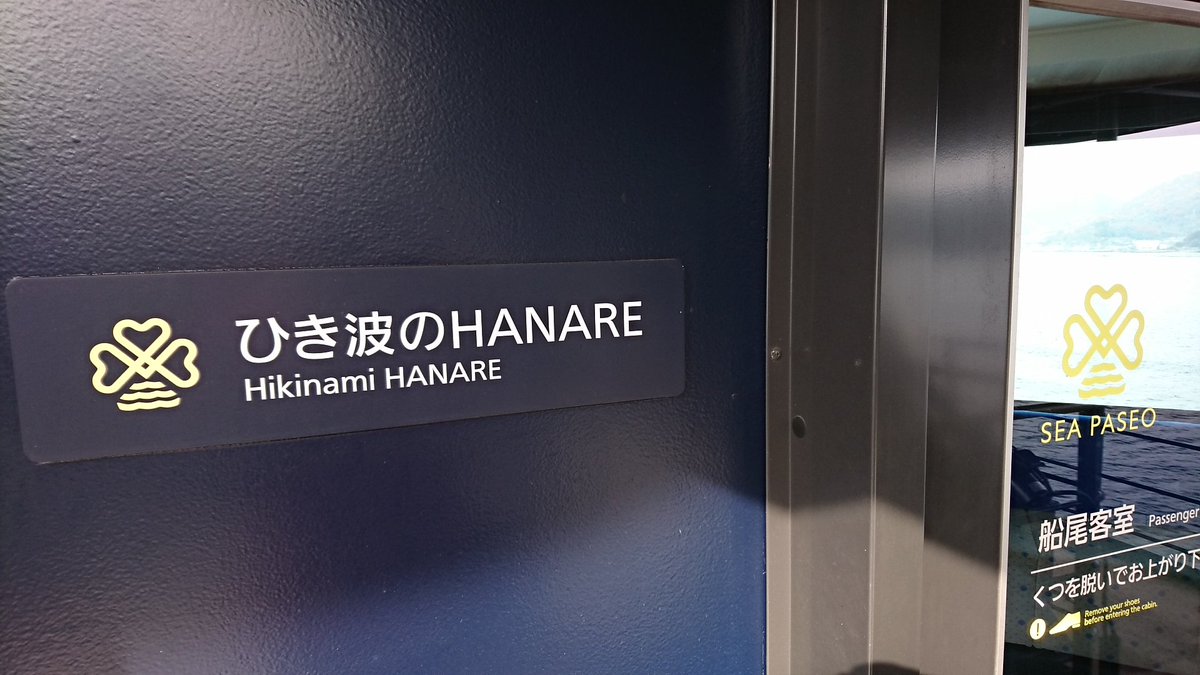 ひき波のHANARE
Hikinami HANARE
SEA PASEO
船尾客室 Passenger
くつを脱いでお上がり下
Remove your shoes
before entering the cabin.